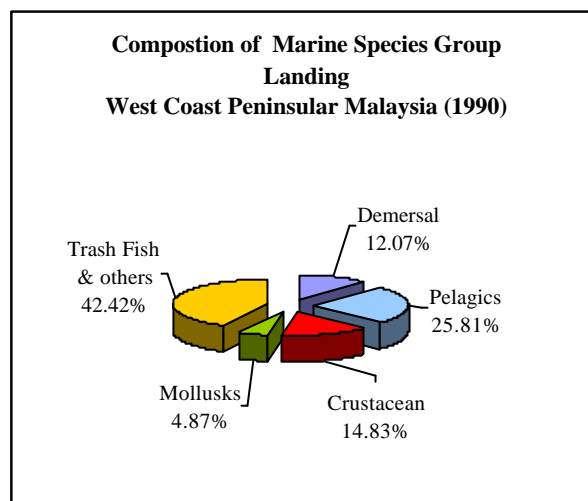 Compostion of Marine Species Group
Landing
West Coast Peninsular Malaysia (1990)
Demersal
12.07%
Trash Fish
& others
42.42%
Pelagics
25.81%
Mollusks
4.87%
Crustacean
14.83%